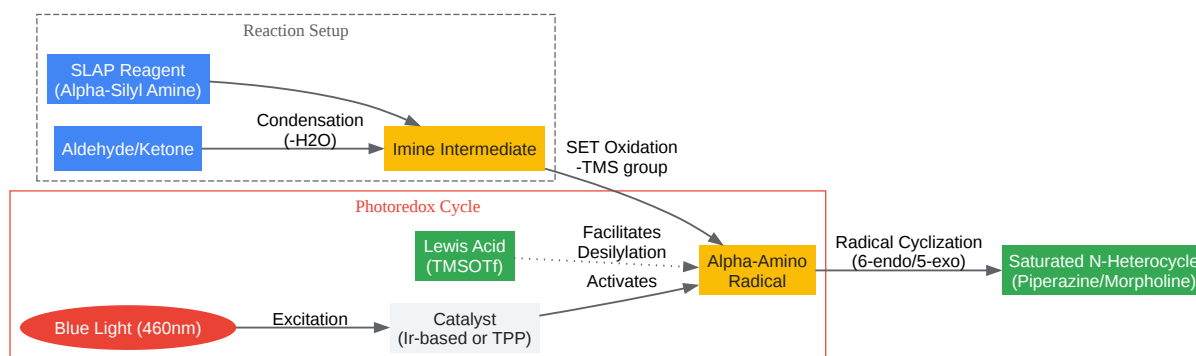 Reaction Setup
SLAP Reagent
(Alpha-Silyl Amine)
Aldehyde/Ketone
Condensation
(-H2O)
Imine Intermediate
SET Oxidation
-TMS group
Photoredox Cycle
Lewis Acid
(TMSOTf)
Facilitates
Desilylation
Activates
Alpha-Amino
Radical
Radical Cyclization
(6-endo/5-exo)
Saturated N-Heterocycle
(Piperazine/Morpholine)
Blue Light (460nm)
Excitation
Catalyst
(Ir-based or TPP)